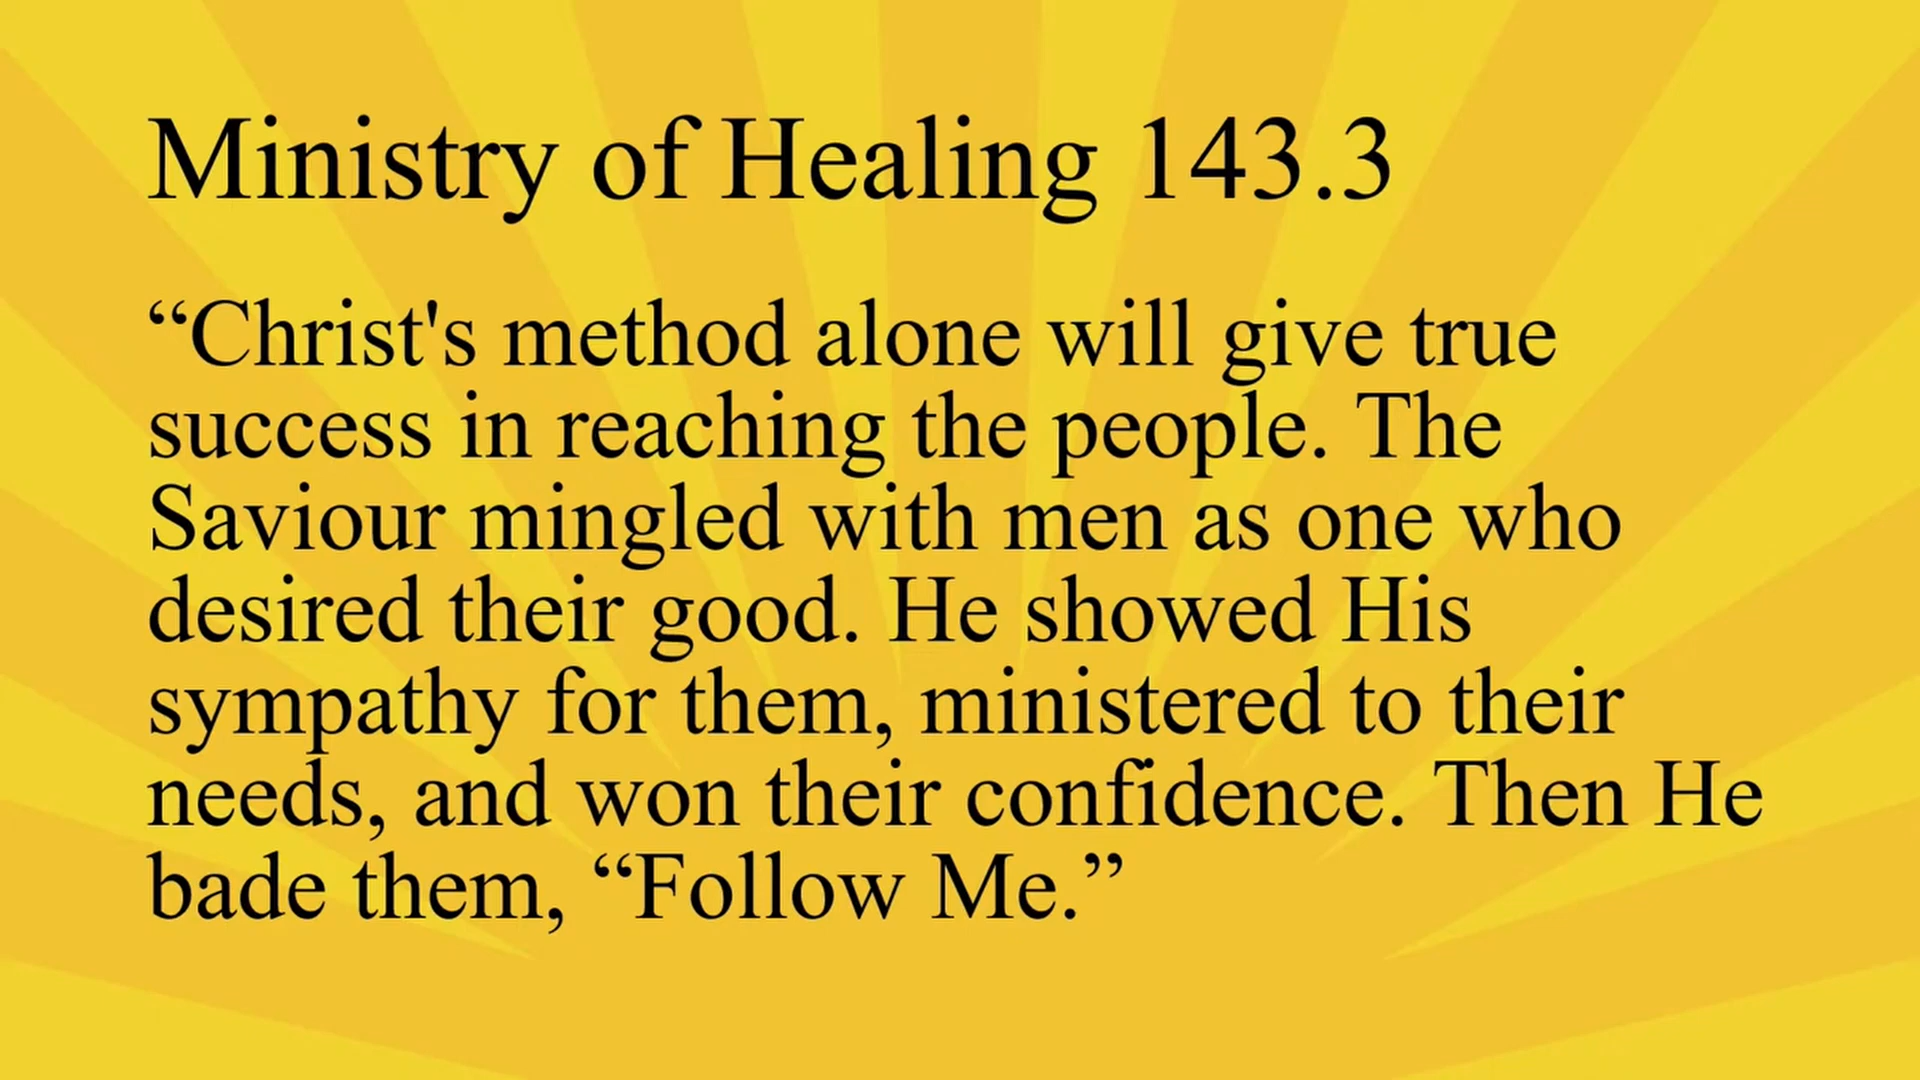 Ministry of Healing 143.3
“Christ's method alone will give true
success in reaching the people. The
Saviour mingled with men as one who
desired their good. He showed His
sympathy for them, ministered to their
needs, and won their confidence. Then He
bade them, “Follow Me.”